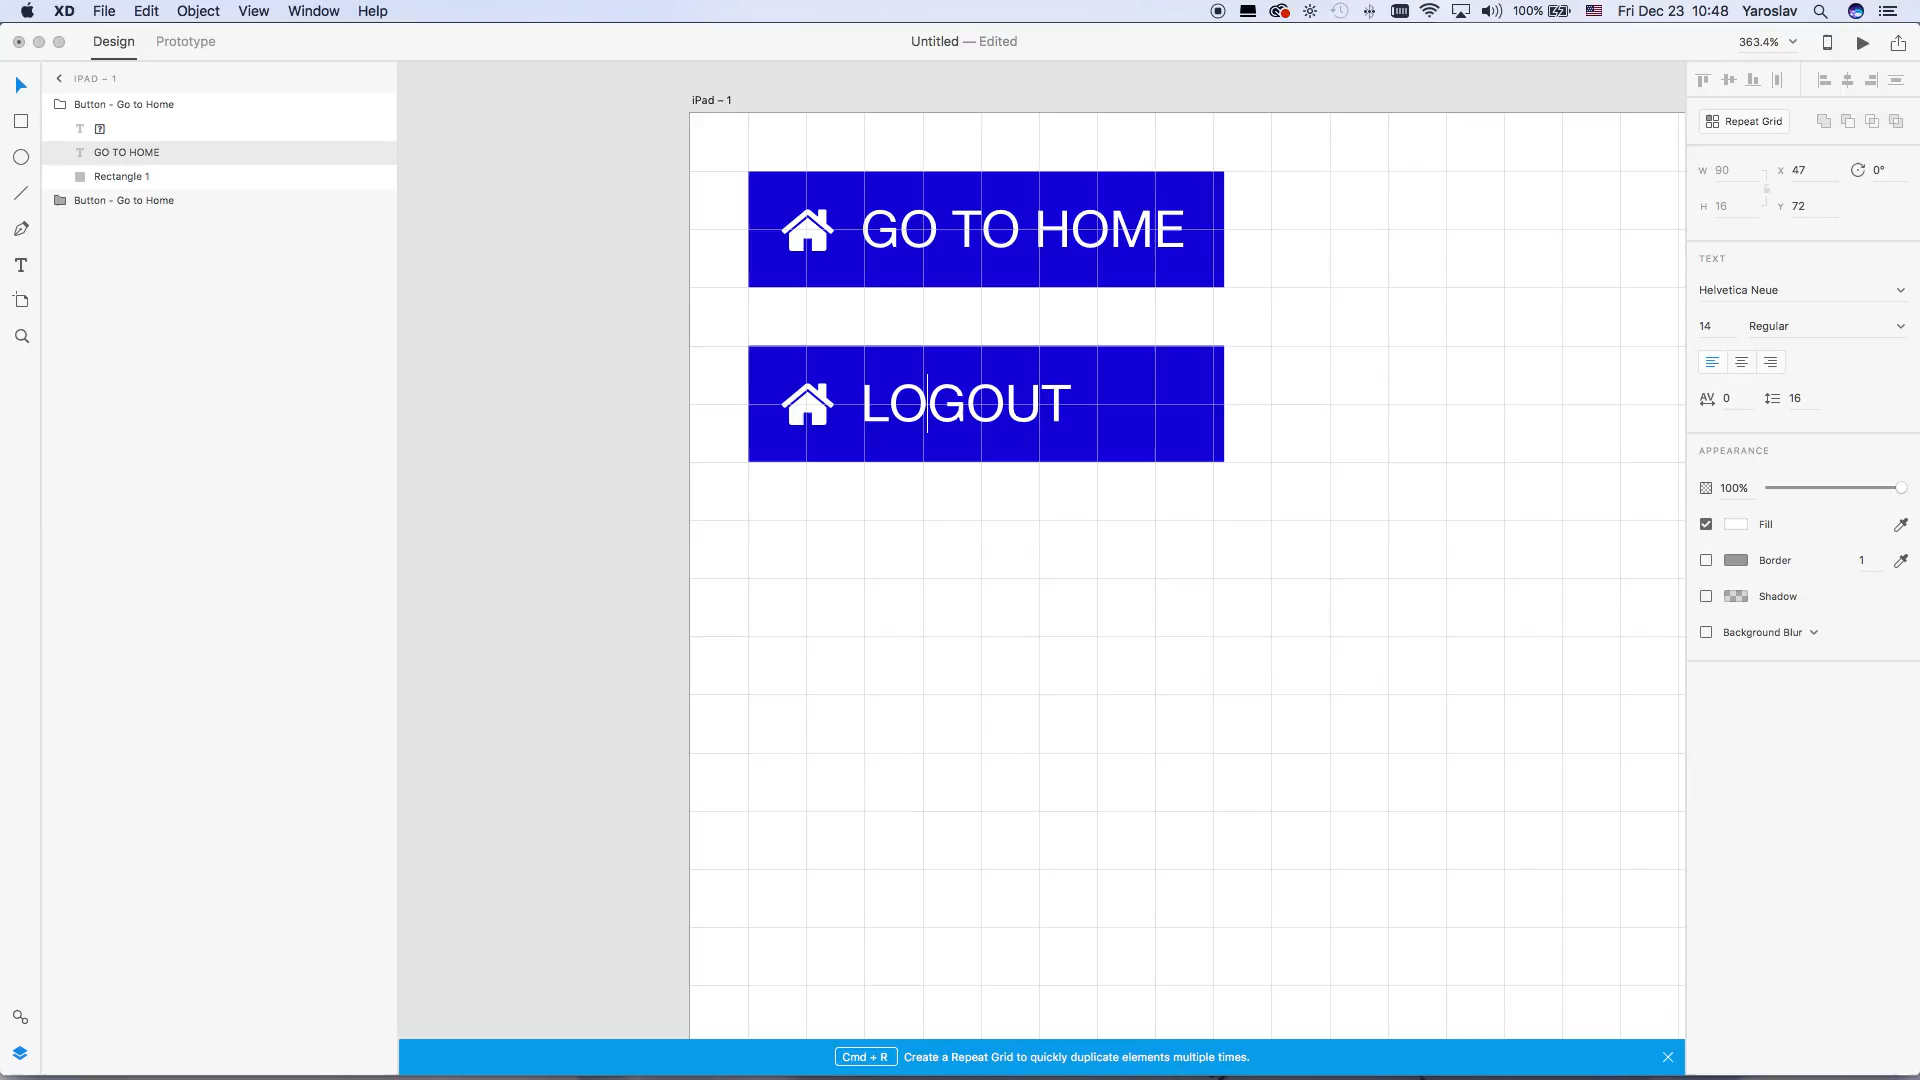 XD File Edit Object View Window Help
100% Fri Dec 23 10:48 Yaroslav
Design Prototype
Untitled — Edited
363.4%
IPAD – 1
Button - Go to Home
T ?
T GO TO HOME
Rectangle 1
Button - Go to Home
T
iPad – 1
GO TO HOME
LOGOUT
Repeat Grid
W 90 X 47 0°
H 16 Y 72
TEXT
Helvetica Neue
14 Regular
AV 0 16
APPEARANCE
100%
Fill
Border 1
Shadow
Background Blur
Cmd + R Create a Repeat Grid to quickly duplicate elements multiple times.